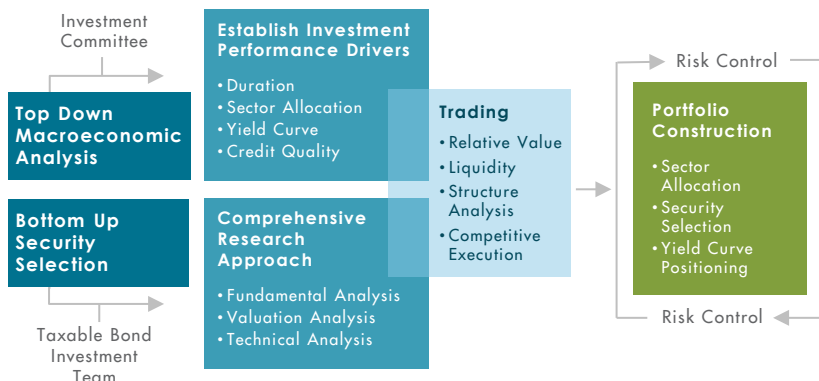 Investment
Committee
Top Down
Macroeconomic
Analysis
Establish Investment
Performance Drivers
• Duration
• Sector Allocation
• Yield Curve
• Credit Quality
Bottom Up
Security
Selection
Taxable Bond
Investment
Team
Comprehensive
Research
Approach
• Fundamental Analysis
• Valuation Analysis
• Technical Analysis
Trading
• Relative Value
• Liquidity
• Structure
Analysis
• Competitive
Execution
Risk Control
Portfolio
Construction
• Sector
Allocation
• Security
Selection
• Yield Curve
Positioning
Risk Control